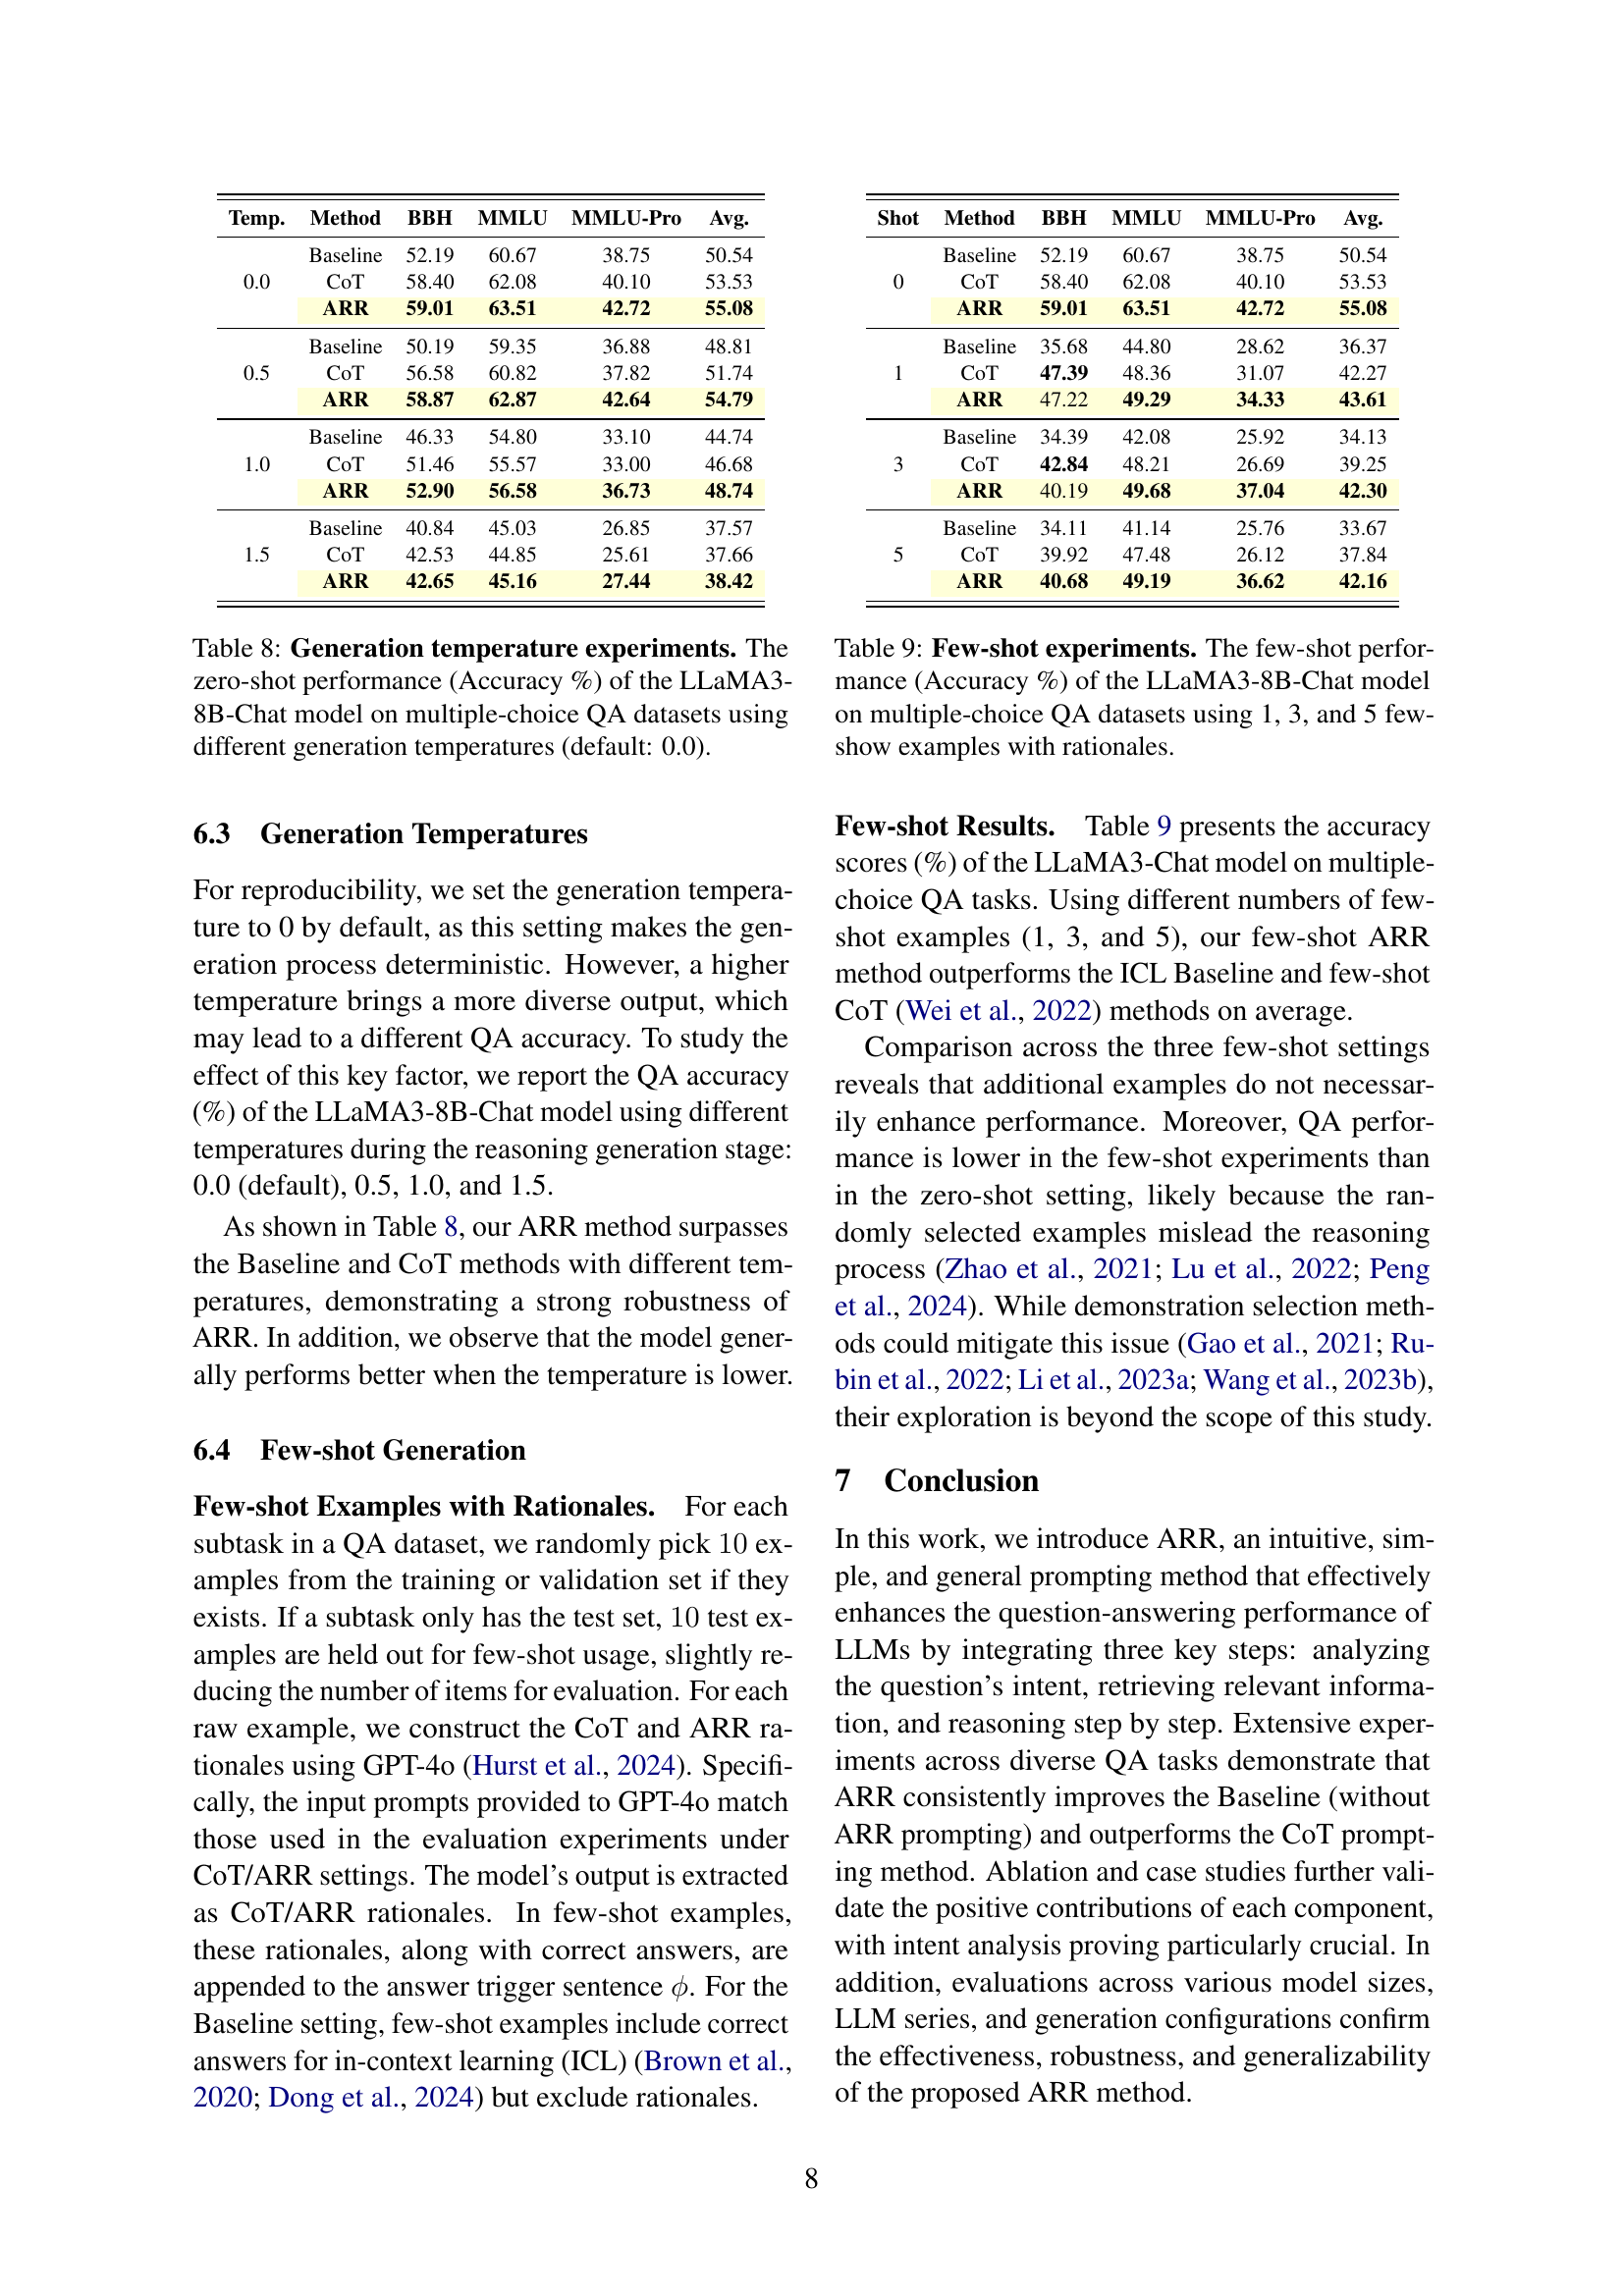 Temp. Method BBH MMLU MMLU-Pro Avg.
Baseline 52.19 60.67 38.75 50.54
0.0 CoT 58.40 62.08 40.10 53.53
ARR 59.01 63.51 42.72 55.08
Baseline 50.19 59.35 36.88 48.81
0.5 CoT 56.58 60.82 37.82 51.74
ARR 58.87 62.87 42.64 54.79
Baseline 46.33 54.80 33.10 44.74
1.0 CoT 51.46 55.57 33.00 46.68
ARR 52.90 56.58 36.73 48.74
Baseline 40.84 45.03 26.85 37.57
1.5 CoT 42.53 44.85 25.61 37.66
ARR 42.65 45.16 27.44 38.42
Table 8: Generation temperature experiments. The
zero-shot performance (Accuracy %) of the LLaMA3-
8B-Chat model on multiple-choice QA datasets using
different generation temperatures (default: 0.0).
6.3 Generation Temperatures
For reproducibility, we set the generation tempera-
ture to 0 by default, as this setting makes the gen-
eration process deterministic. However, a higher
temperature brings a more diverse output, which
may lead to a different QA accuracy. To study the
effect of this key factor, we report the QA accuracy
(%) of the LLaMA3-8B-Chat model using different
temperatures during the reasoning generation stage:
0.0 (default), 0.5, 1.0, and 1.5.
As shown in Table 8, our ARR method surpasses
the Baseline and CoT methods with different tem-
peratures, demonstrating a strong robustness of
ARR. In addition, we observe that the model gener-
ally performs better when the temperature is lower.
6.4 Few-shot Generation
Few-shot Examples with Rationales. For each
subtask in a QA dataset, we randomly pick 10 ex-
amples from the training or validation set if they
exists. If a subtask only has the test set, 10 test ex-
amples are held out for few-shot usage, slightly re-
ducing the number of items for evaluation. For each
raw example, we construct the CoT and ARR ra-
tionales using GPT-4o (Hurst et al., 2024). Specifi-
cally, the input prompts provided to GPT-4o match
those used in the evaluation experiments under
CoT/ARR settings. The model's output is extracted
as CoT/ARR rationales. In few-shot examples,
these rationales, along with correct answers, are
appended to the answer trigger sentence ϕ. For the
Baseline setting, few-shot examples include correct
answers for in-context learning (ICL) (Brown et al.,
2020; Dong et al., 2024) but exclude rationales.
Shot Method BBH MMLU MMLU-Pro Avg.
Baseline 52.19 60.67 38.75 50.54
0 CoT 58.40 62.08 40.10 53.53
ARR 59.01 63.51 42.72 55.08
Baseline 35.68 44.80 28.62 36.37
1 CoT 47.39 48.36 31.07 42.27
ARR 47.22 49.29 34.33 43.61
Baseline 34.39 42.08 25.92 34.13
3 CoT 42.84 48.21 26.69 39.25
ARR 40.19 49.68 37.04 42.30
Baseline 34.11 41.14 25.76 33.67
5 CoT 39.92 47.48 26.12 37.84
ARR 40.68 49.19 36.62 42.16
Table 9: Few-shot experiments. The few-shot perfor-
mance (Accuracy %) of the LLaMA3-8B-Chat model
on multiple-choice QA datasets using 1, 3, and 5 few-
show examples with rationales.
Few-shot Results. Table 9 presents the accuracy
scores (%) of the LLaMA3-Chat model on multiple-
choice QA tasks. Using different numbers of few-
shot examples (1, 3, and 5), our few-shot ARR
method outperforms the ICL Baseline and few-shot
CoT (Wei et al., 2022) methods on average.
Comparison across the three few-shot settings
reveals that additional examples do not necessar-
ily enhance performance. Moreover, QA perfor-
mance is lower in the few-shot experiments than
in the zero-shot setting, likely because the ran-
domly selected examples mislead the reasoning
process (Zhao et al., 2021; Lu et al., 2022; Peng
et al., 2024). While demonstration selection meth-
ods could mitigate this issue (Gao et al., 2021; Ru-
bin et al., 2022; Li et al., 2023a; Wang et al., 2023b),
their exploration is beyond the scope of this study.
7 Conclusion
In this work, we introduce ARR, an intuitive, sim-
ple, and general prompting method that effectively
enhances the question-answering performance of
LLMs by integrating three key steps: analyzing
the question's intent, retrieving relevant informa-
tion, and reasoning step by step. Extensive exper-
iments across diverse QA tasks demonstrate that
ARR consistently improves the Baseline (without
ARR prompting) and outperforms the CoT prompt-
ing method. Ablation and case studies further vali-
date the positive contributions of each component,
with intent analysis proving particularly crucial. In
addition, evaluations across various model sizes,
LLM series, and generation configurations confirm
the effectiveness, robustness, and generalizability
of the proposed ARR method.
8